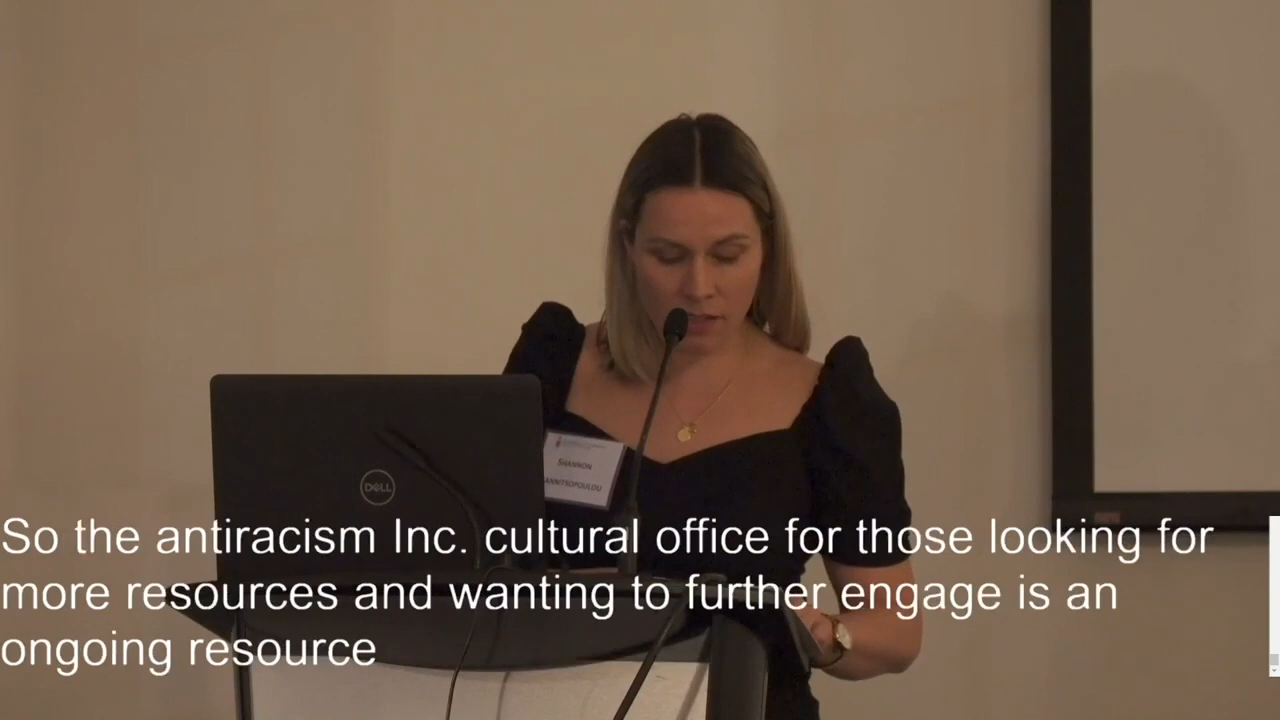 SHANNON
DELL
So the antiracism Inc. cultural office for those looking for
more resources and wanting to further engage is an
ongoing resource